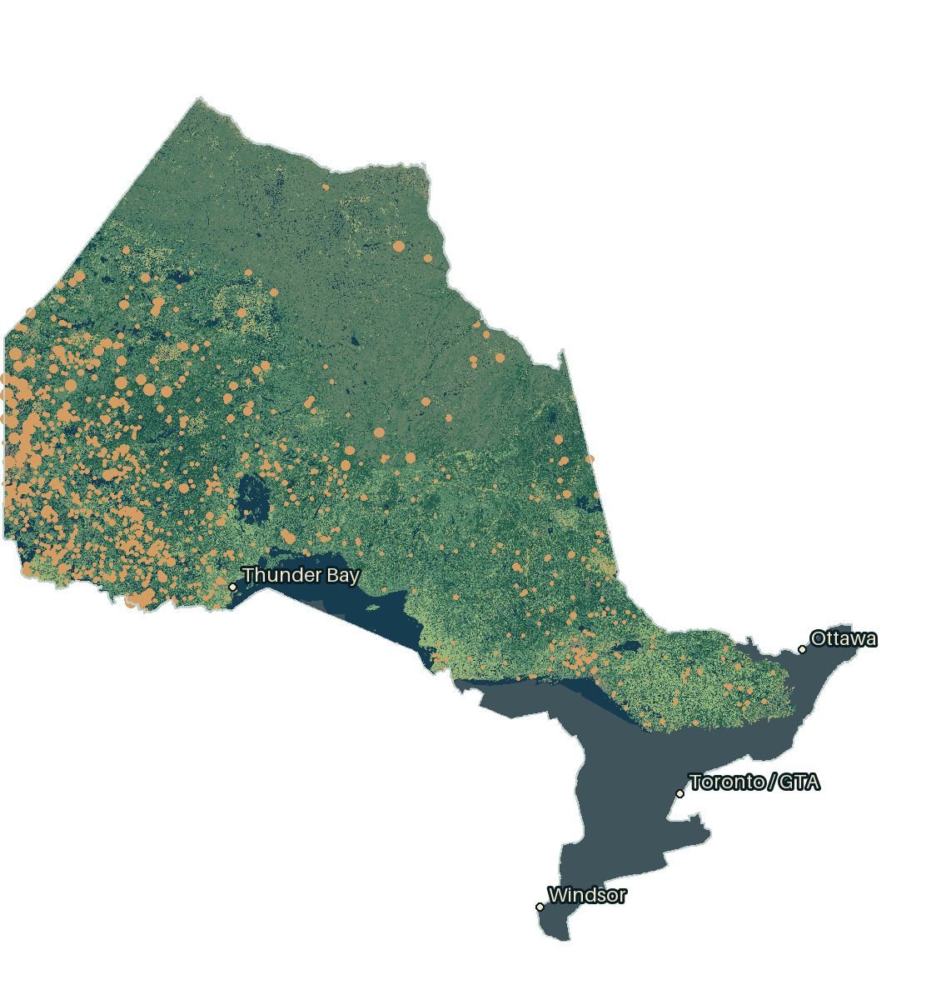 Thunder Bay
Ottawa
Toronto / GTA
Windsor